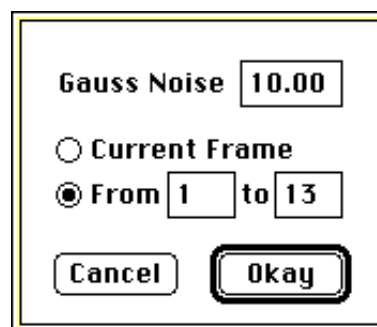 Gauss Noise 10.00
Current Frame
From 1 to 13
Cancel Okay